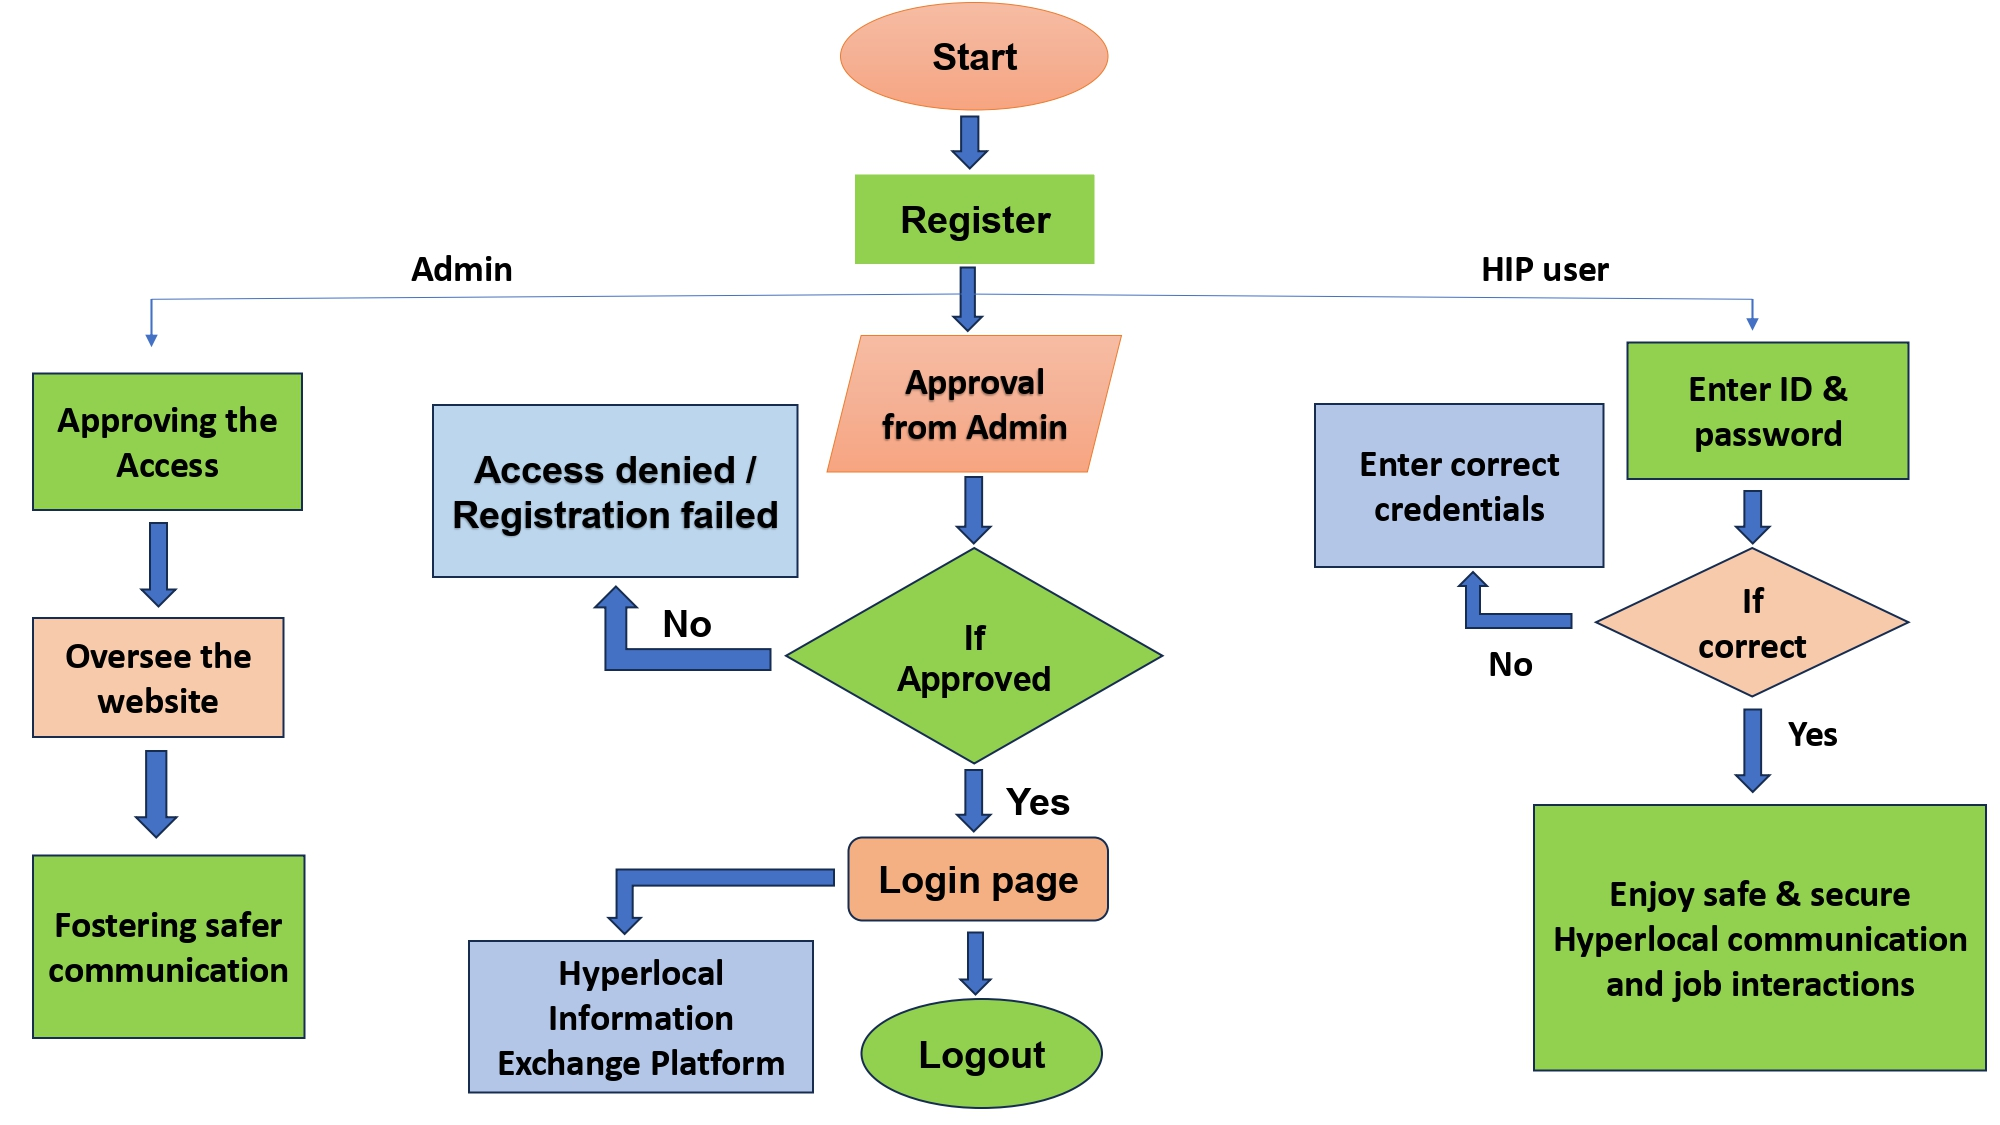 Start
Register
Admin
HIP user
Approving the
Access
Oversee the
website
Fostering safer
communication
Approval
from Admin
Access denied /
Registration failed
No
If
Approved
Yes
Login page
Hyperlocal
Information
Exchange Platform
Logout
Enter ID &
password
Enter correct
credentials
If
correct
No
Yes
Enjoy safe & secure
Hyperlocal communication
and job interactions